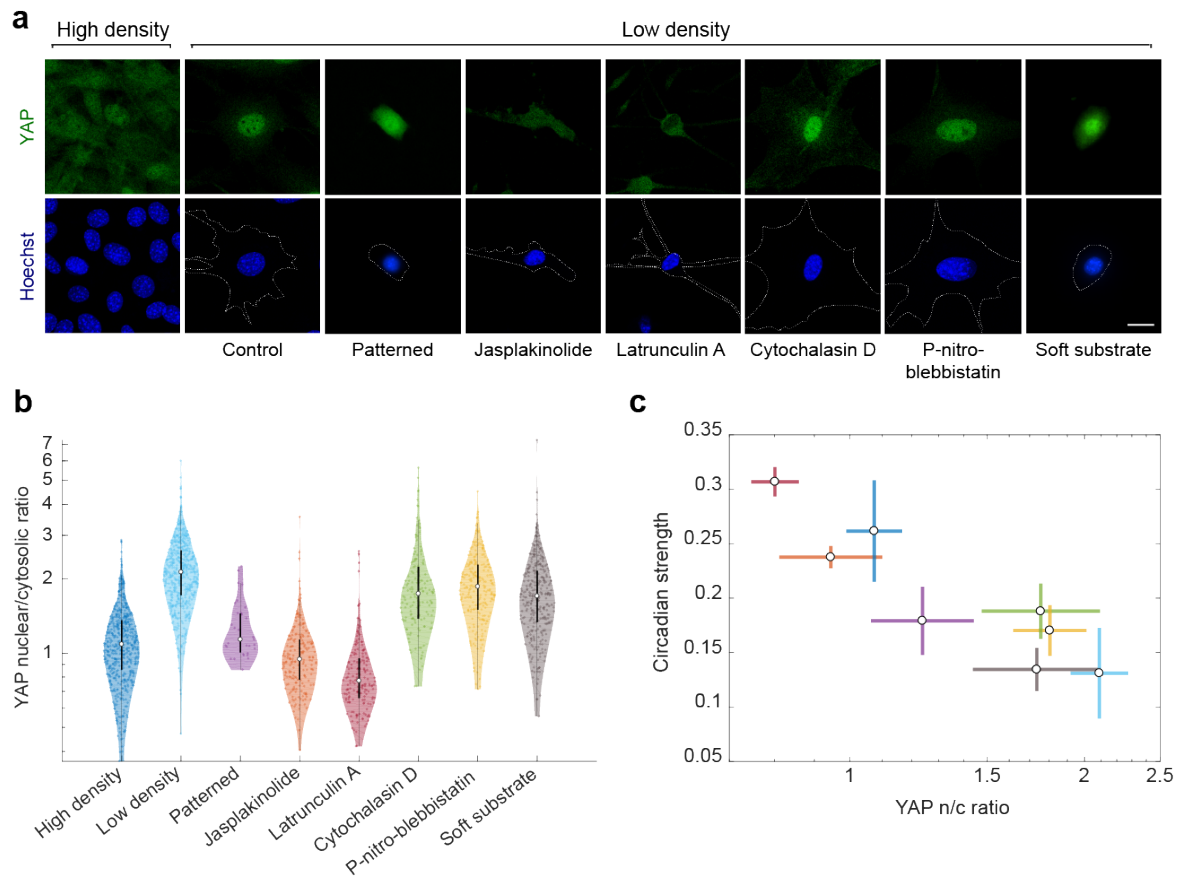 a
High density
Low density
YAP
Hoechst
Control
Patterned
Jasplakinolide
Latrunculin A
Cytochalasin D
P-nitro-
blebbistatin
Soft substrate
b
YAP nuclear/cytosolic ratio
7
6
5
4
3
2
1
High density
Low density
Patterned
Jasplakinolide
Latrunculin A
Cytochalasin D
P-nitro-blebbistatin
Soft substrate
c
Circadian strength
0.35
0.3
0.25
0.2
0.15
0.1
0.05
1
1.5
2
2.5
YAP n/c ratio